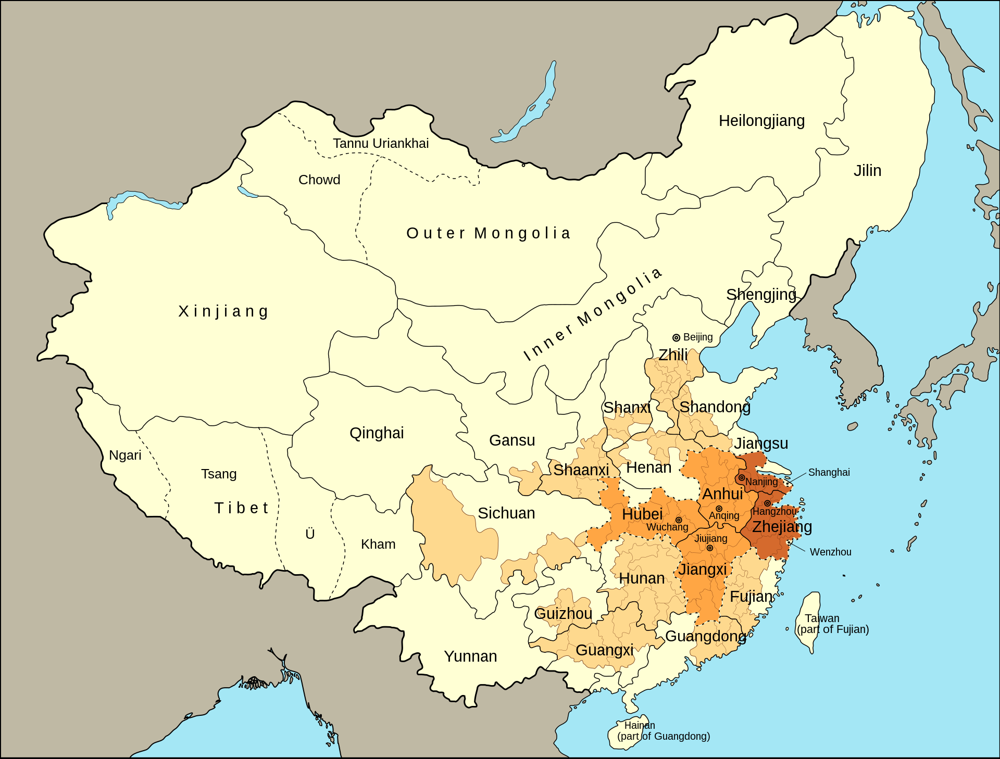 Heilongjiang
Tannu Uriankhai
Jilin
Chowd
Outer Mongolia
Inner Mongolia
Shengjing
Xinjiang
Beijing
Zhili
Shanxi
Shandong
Qinghai
Gansu
Jiangsu
Ngari
Shaanxi
Henan
Shanghai
Tsang
Nanjing
Anhui
Tibet
Sichuan
Hubei
Hangzhou
Anqing
Wuchang
Zhejiang
Ü
Jiujiang
Kham
Wenzhou
Jiangxi
Hunan
Fujian
Guizhou
Taiwan
(part of Fujian)
Guangdong
Guangxi
Yunnan
Hainan
(part of Guangdong)